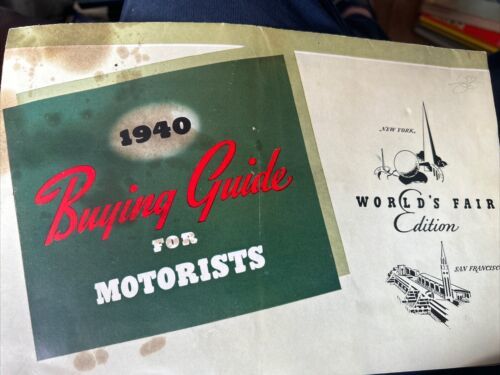 1940
Buying Guide
FOR
MOTORISTS
NEW YORK
WORLD'S FAIR
Edition
SAN FRANCISCO